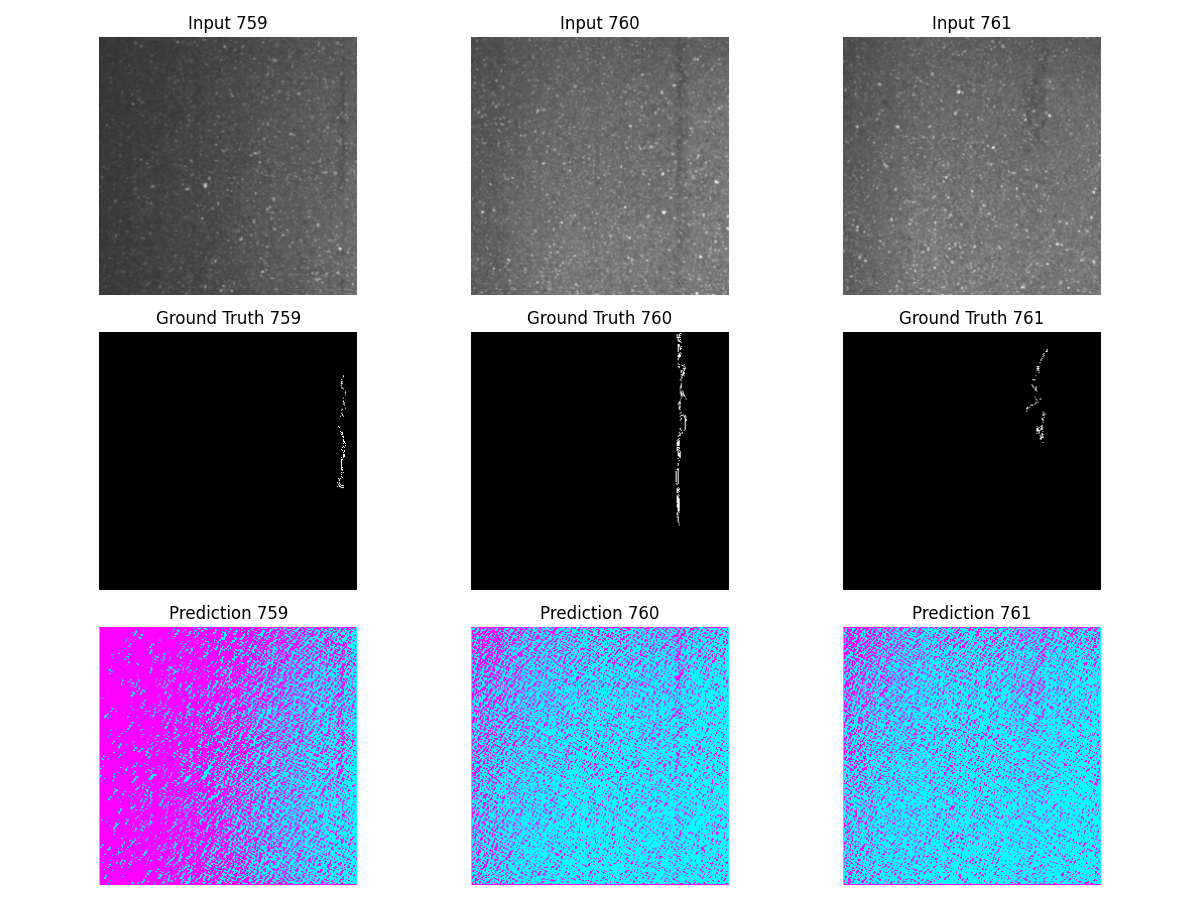 Input 759
Input 760
Input 761
Ground Truth 759
Ground Truth 760
Ground Truth 761
Prediction 759
Prediction 760
Prediction 761